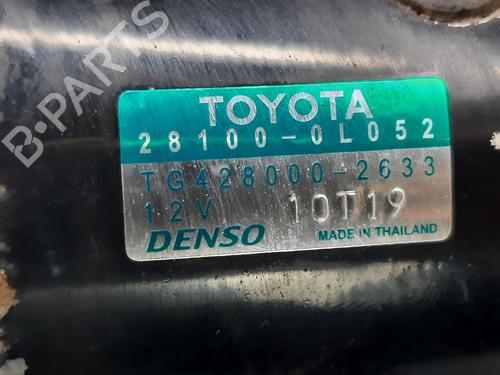 B-PARTS
TOYOTA
28100-0L052
TG428000-2633
12V 10T19
DENSO MADE IN THAILAND